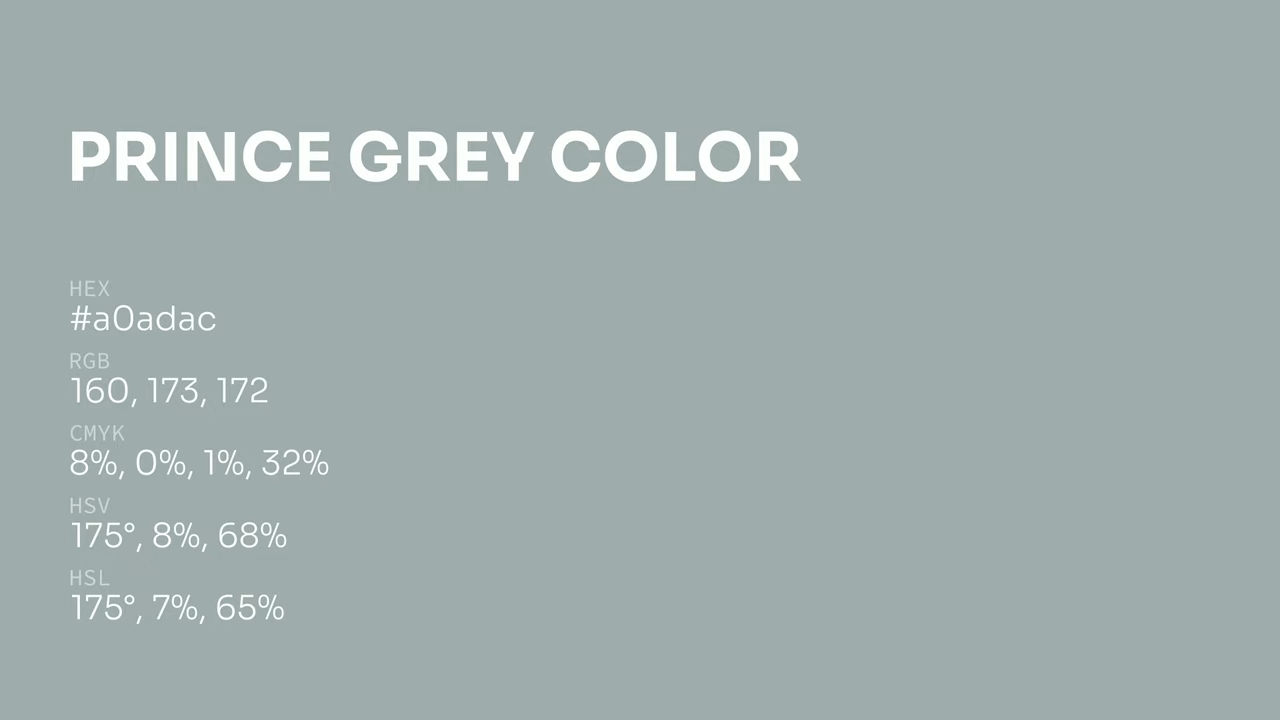 PRINCE GREY COLOR
HEX
#a0adac
RGB
160, 173, 172
CMYK
8%, 0%, 1%, 32%
HSV
175°, 8%, 68%
HSL
175°, 7%, 65%